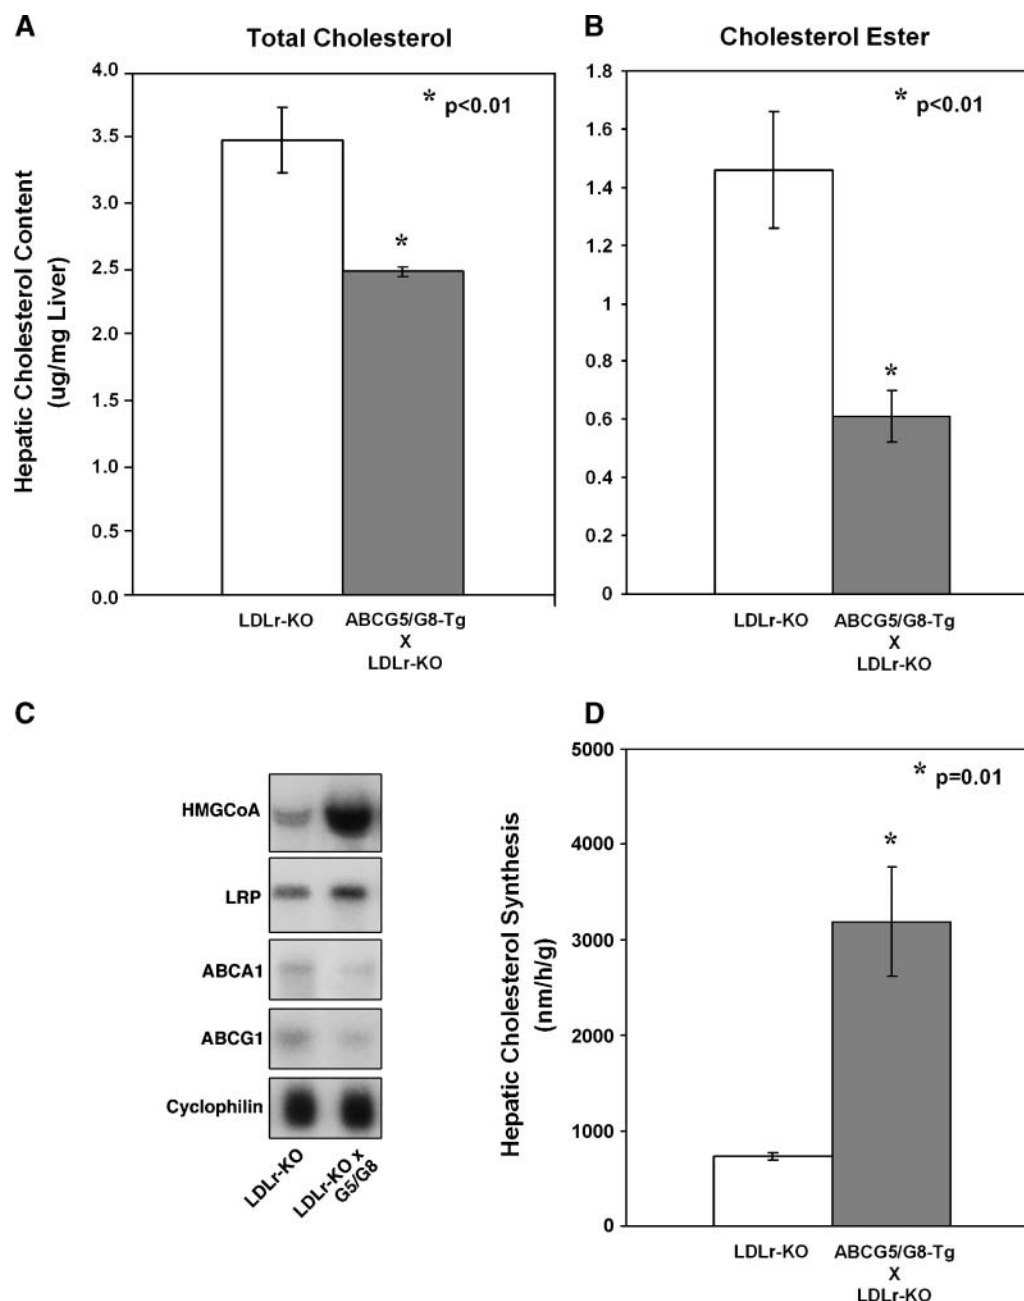 A
Total Cholesterol
* p<0.01
Hepatic Cholesterol Content
(ug/mg Liver)
4.0
3.5
3.0
2.5
2.0
1.5
1.0
0.5
0.0
*
LDLr-KO
ABCG5/G8-Tg
X
LDLr-KO
B
Cholesterol Ester
* p<0.01
1.8
1.6
1.4
1.2
1
0.8
0.6
0.4
0.2
0
*
LDLr-KO
ABCG5/G8-Tg
X
LDLr-KO
C
HMGCoA
LRP
ABCA1
ABCG1
Cyclophilin
LDLr-KO
LDLr-KO x
G5/G8
D
* p=0.01
Hepatic Cholesterol Synthesis
(nm/h/g)
5000
4000
3000
2000
1000
0
*
LDLr-KO
ABCG5/G8-Tg
X
LDLr-KO